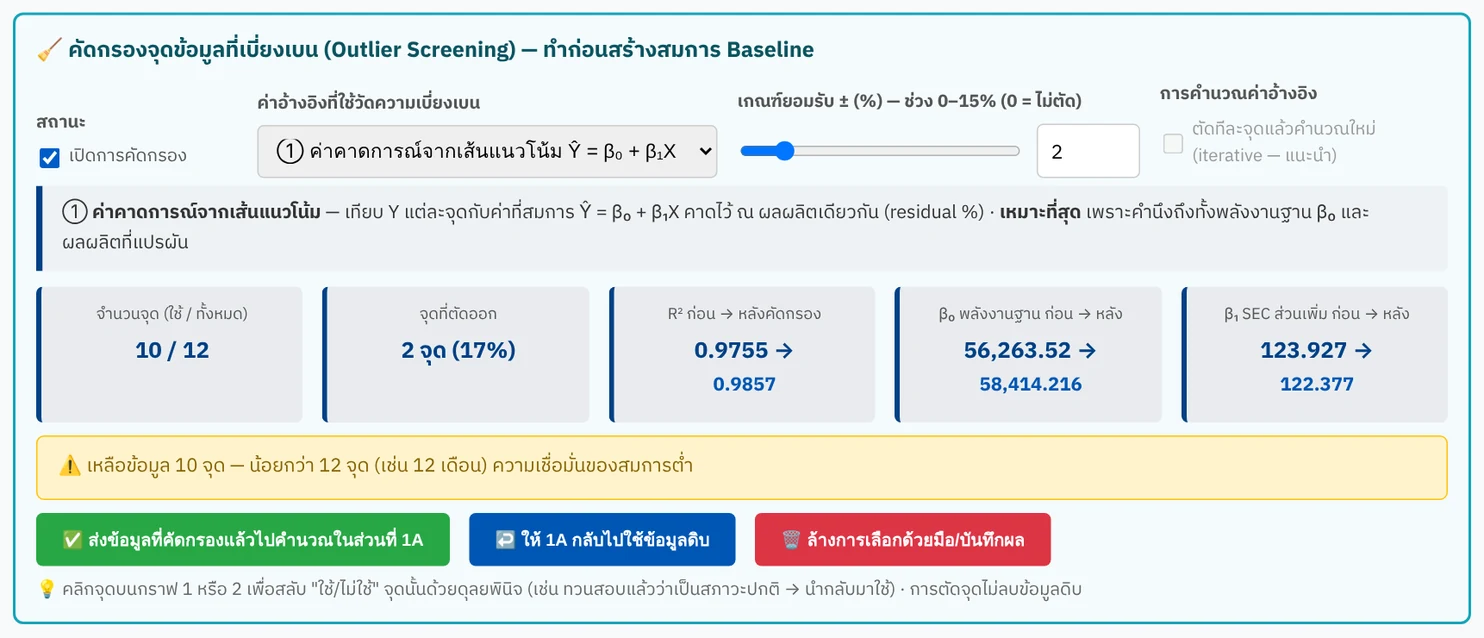 🧹 คัดกรองจุดข้อมูลที่เบี่ยงเบน (Outlier Screening) — ทำก่อนสร้างสมการ Baseline
สถานะ
เปิดการคัดกรอง
ค่าอ้างอิงที่ใช้วัดความเบี่ยงเบน
① ค่าคาดการณ์จากเส้นแนวโน้ม Ŷ = β₀ + β₁X
เกณฑ์ยอมรับ ± (%) — ช่วง 0–15% (0 = ไม่ตัด)
2
การคำนวณค่าอ้างอิง
ตัดทีละจุดแล้วคำนวณใหม่
(iterative — แนะนำ)
① ค่าคาดการณ์จากเส้นแนวโน้ม — เทียบ Y แต่ละจุดกับค่าที่สมการ Ŷ = β₀ + β₁X คาดไว้ ณ ผลผลิตเดียวกัน (residual %) · เหมาะที่สุด เพราะคำนึงถึงทั้งพลังงานฐาน β₀ และ
ผลผลิตที่แปรผัน
จำนวนจุด (ใช้ / ทั้งหมด)
10 / 12
จุดที่ตัดออก
2 จุด (17%)
R² ก่อน → หลังคัดกรอง
0.9755 →
0.9857
β₀ พลังงานฐาน ก่อน → หลัง
56,263.52 →
58,414.216
β₁ SEC ส่วนเพิ่ม ก่อน → หลัง
123.927 →
122.377
⚠️ เหลือข้อมูล 10 จุด — น้อยกว่า 12 จุด (เช่น 12 เดือน) ความเชื่อมั่นของสมการต่ำ
✅ ส่งข้อมูลที่คัดกรองแล้วไปคำนวณในส่วนที่ 1A
↩️ ให้ 1A กลับไปใช้ข้อมูลดิบ
🗑️ ล้างการเลือกด้วยมือ/บันทึกผล
💡 คลิกจุดบนกราฟ 1 หรือ 2 เพื่อสลับ "ใช้/ไม่ใช้" จุดนั้นด้วยดุลยพินิจ (เช่น ทวนสอบแล้วว่าเป็นสภาวะปกติ → นำกลับมาใช้) · การตัดจุดไม่ลบข้อมูลดิบ